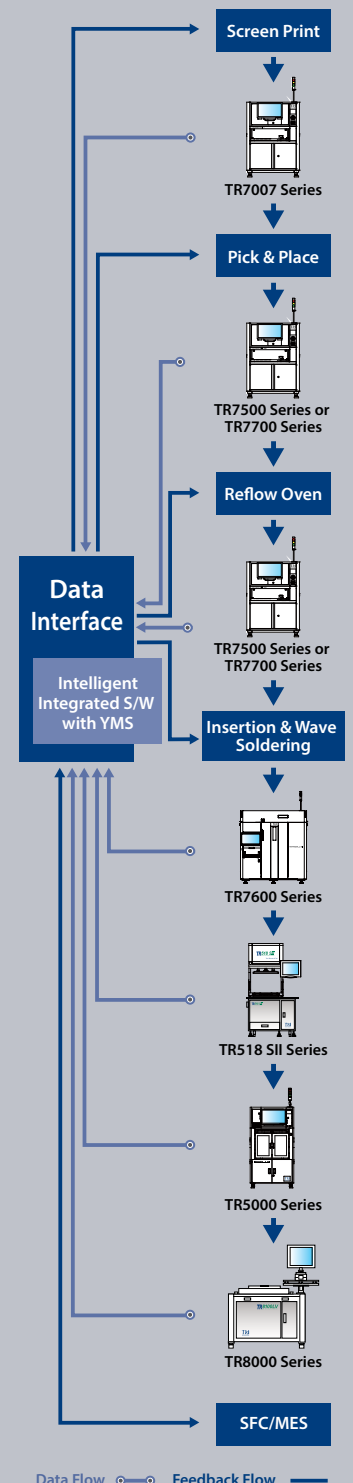 Screen Print
TR7007 Series
Pick & Place
TR7500 Series or
TR7700 Series
Reflow Oven
Data
Interface
TR7500 Series or
TR7700 Series
Intelligent
Integrated S/W
with YMS
Insertion & Wave
Soldering
TR7600 Series
TR518 SII Series
TR5000 Series
TR8000 Series
SFC/MES
Data Flow
Feedback Flow